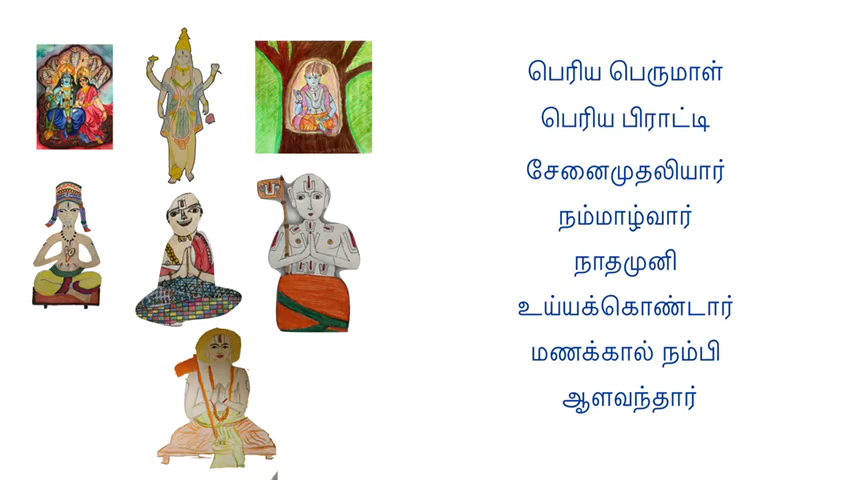 பெரிய பெருமாள்
பெரிய பிராட்டி
சேனைமுதலியார்
நம்மாழ்வார்
நாதமுனி
உய்யக்கொண்டார்
மணக்கால் நம்பி
ஆளவந்தார்